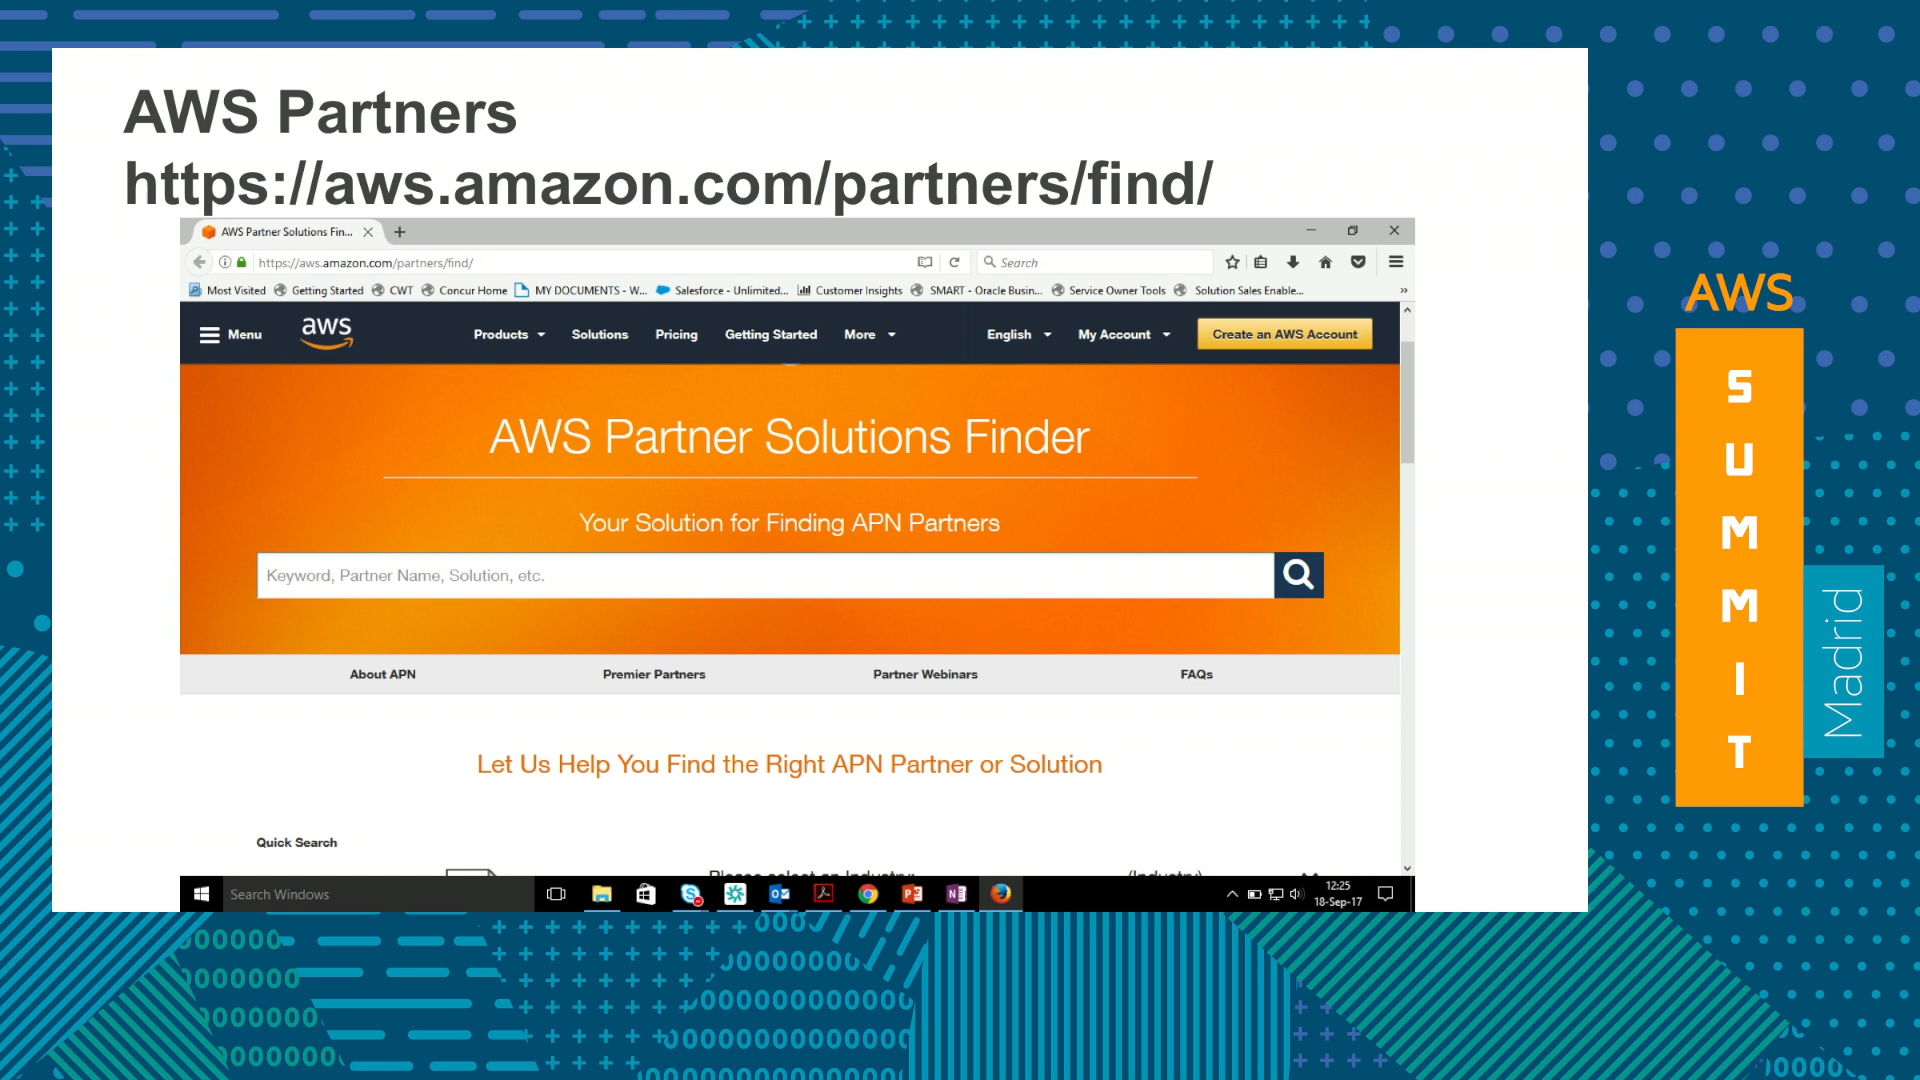 AWS Partners
https://aws.amazon.com/partners/find/
AWS Partner Solutions Fin...
https://aws.amazon.com/partners/find/
Search
Most Visited Getting Started CWT Concur Home MY DOCUMENTS - W... Salesforce - Unlimited... Customer Insights SMART - Oracle Busin... Service Owner Tools Solution Sales Enable... »
Menu aws Products Solutions Pricing Getting Started More English My Account Create an AWS Account
AWS Partner Solutions Finder
Your Solution for Finding APN Partners
Keyword, Partner Name, Solution, etc.
About APN Premier Partners Partner Webinars FAQs
Let Us Help You Find the Right APN Partner or Solution
Quick Search
Please select an Industry: (Industry)
Search Windows
12:25
18-Sep-17
AWS
SUMMIT
Madrid